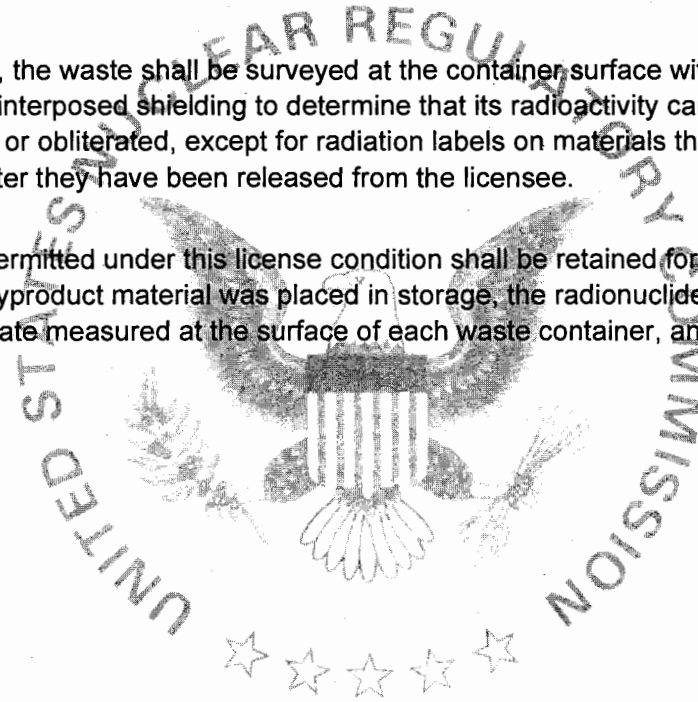 , the waste shall be surveyed at the container surface wi
interposed shielding to determine that its radioactivity ca
or obliterated, except for radiation labels on materials th
ter they have been released from the licensee.
ermitted under this license condition shall be retained for
yproduct material was placed in storage, the radionuclide
ate measured at the surface of each waste container, an
UNITED STATES NUCLEAR REGULATORY COMMISSION